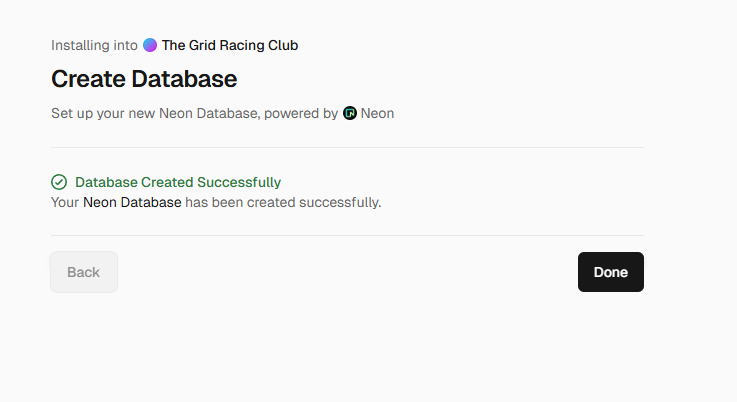 Installing into The Grid Racing Club
Create Database
Set up your new Neon Database, powered by Neon
Database Created Successfully
Your Neon Database has been created successfully.
Back
Done